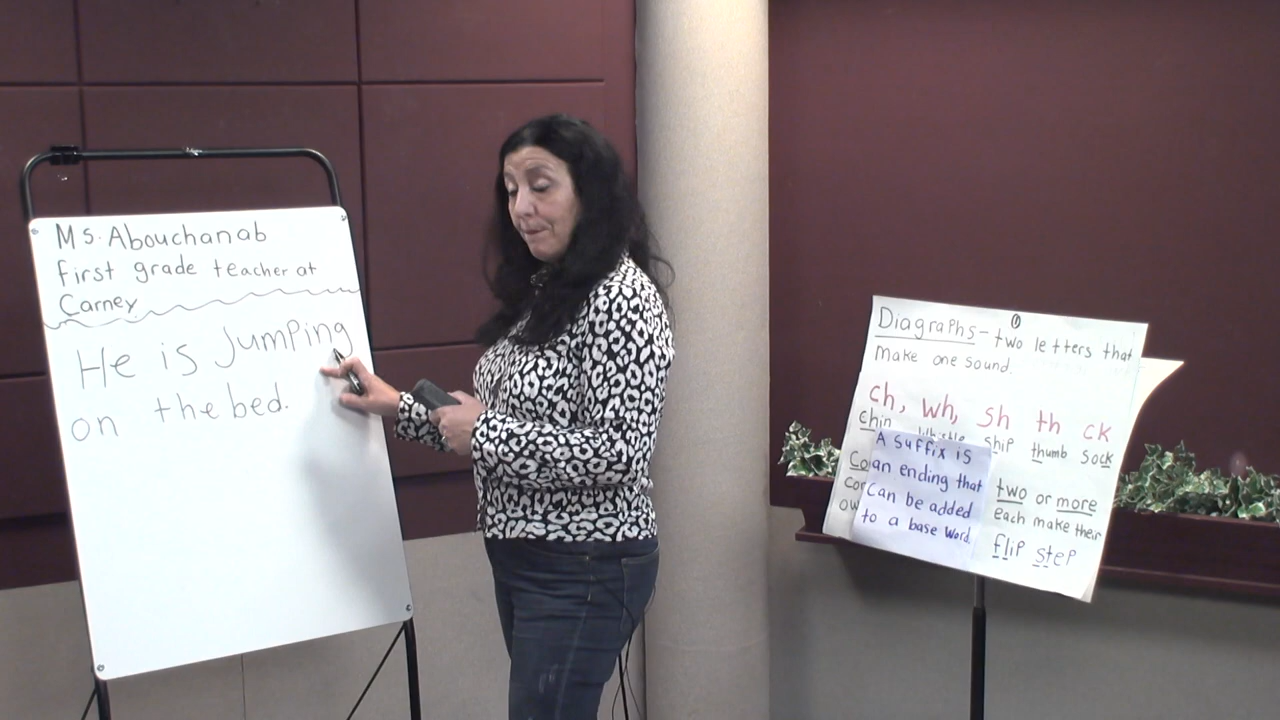 Ms. Abouchanab
First grade teacher at
Carney
He is Jumping
on the bed.
Diagraphs - two letters that
make one sound.
ch, wh, sh th ck
chin ship thumb sock
A suffix is
an ending that
can be added
to a base word.
two or more
each make their
flip step